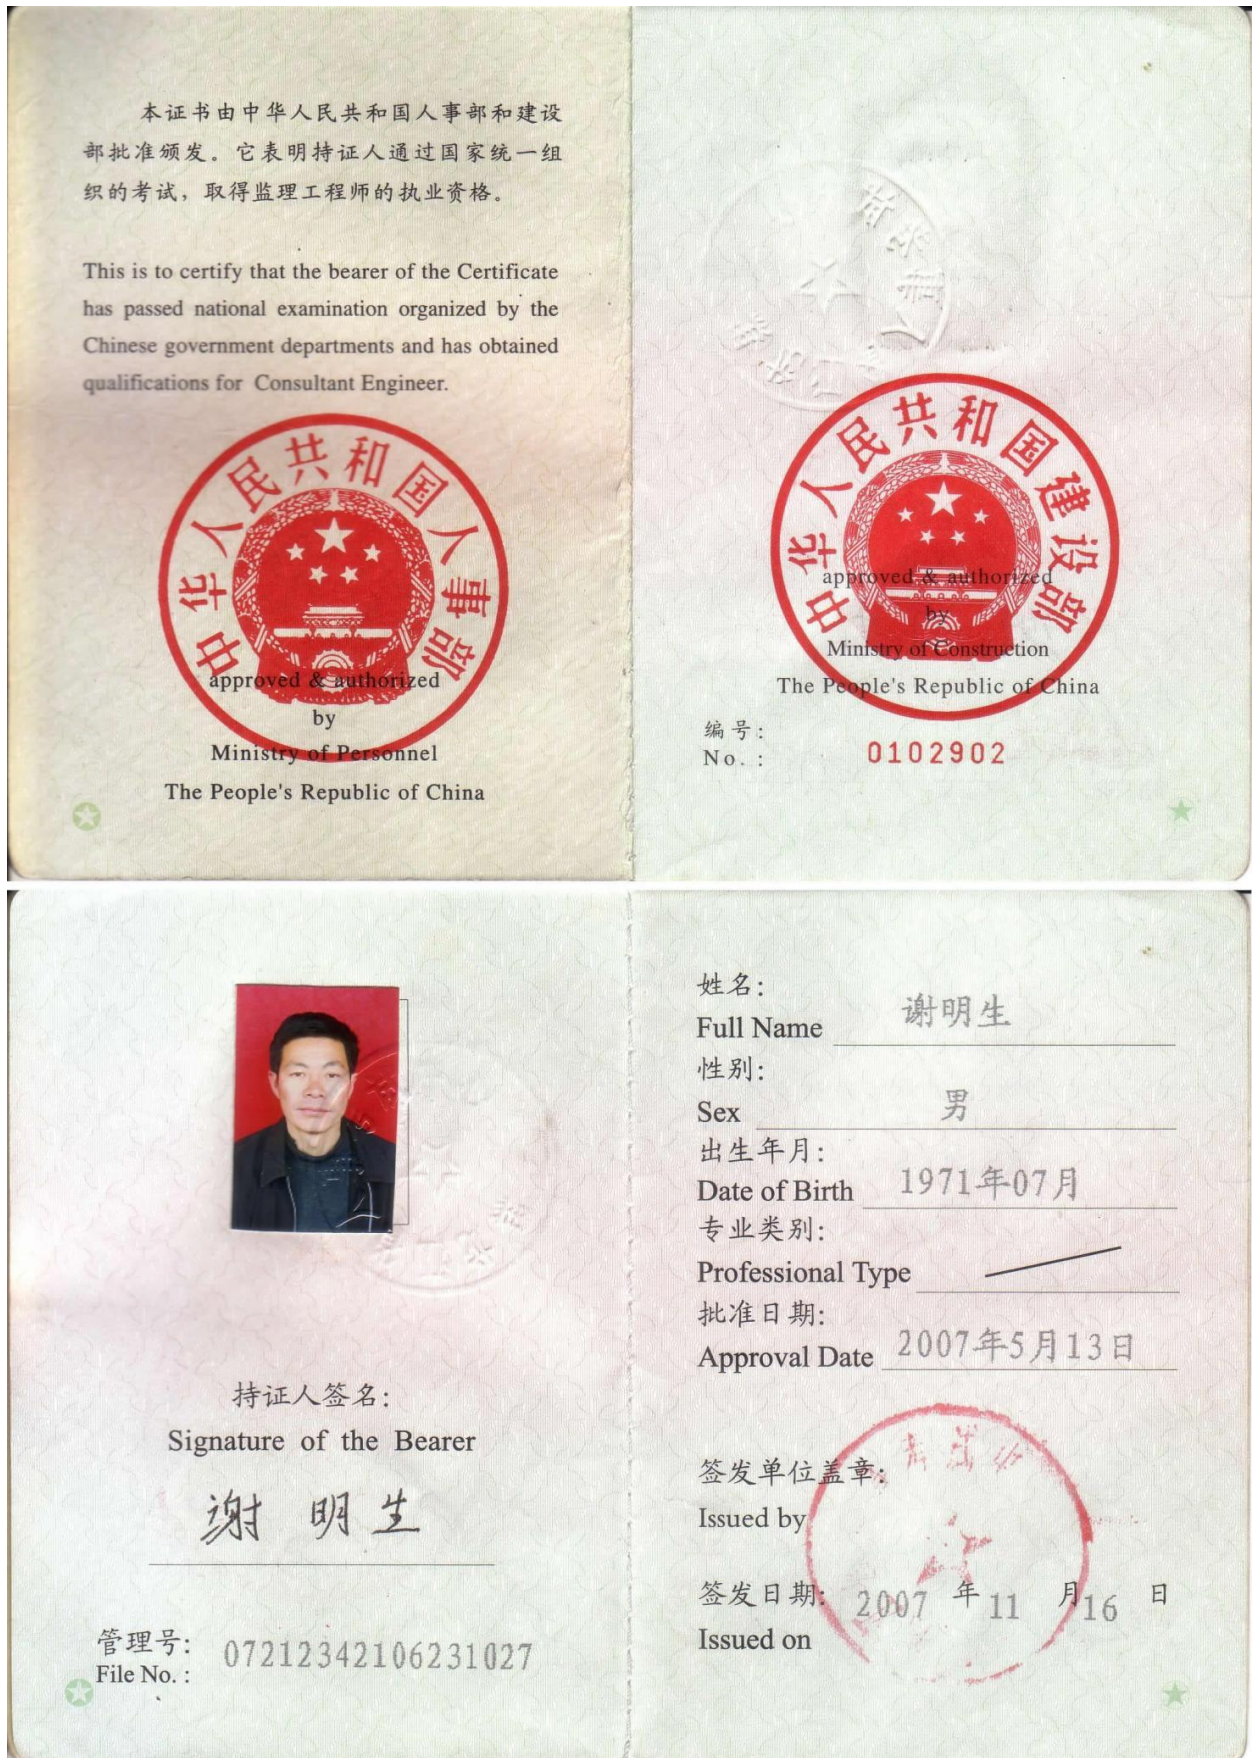 本证书由中华人民共和国人事部和建设
部批准颁发。它表明持证人通过国家统一组
织的考试，取得监理工程师的执业资格。
This is to certify that the bearer of the Certificate
has passed national examination organized by the
Chinese government departments and has obtained
qualifications for Consultant Engineer.
中华人民共和国人事部
approved & authorized
by
Ministry of Personnel
The People's Republic of China
中华人民共和国建设部
approved & authorized
by
Ministry of Construction
The People's Republic of China
编号:
No. :
0102902
持证人签名:
Signature of the Bearer
谢明生
管理号:
File No. :
07212342106231027
姓名:
Full Name
谢明生
性别:
Sex
男
出生年月:
Date of Birth
1971年07月
专业类别:
Professional Type
批准日期:
Approval Date
2007年5月13日
签发单位盖章:
Issued by
签发日期: 2007 年 11 月 16 日
Issued on